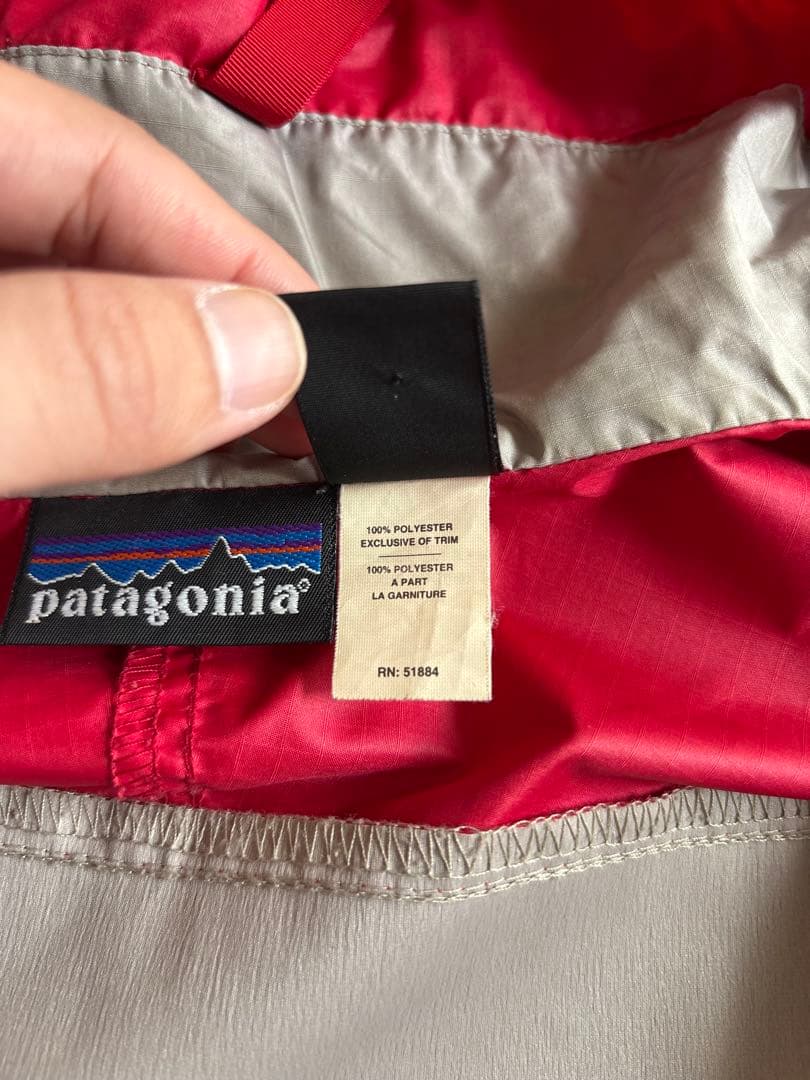 patagonia®
100% POLYESTER
EXCLUSIVE OF TRIM
100% POLYESTER
A PART
LA GARNITURE
RN: 51884